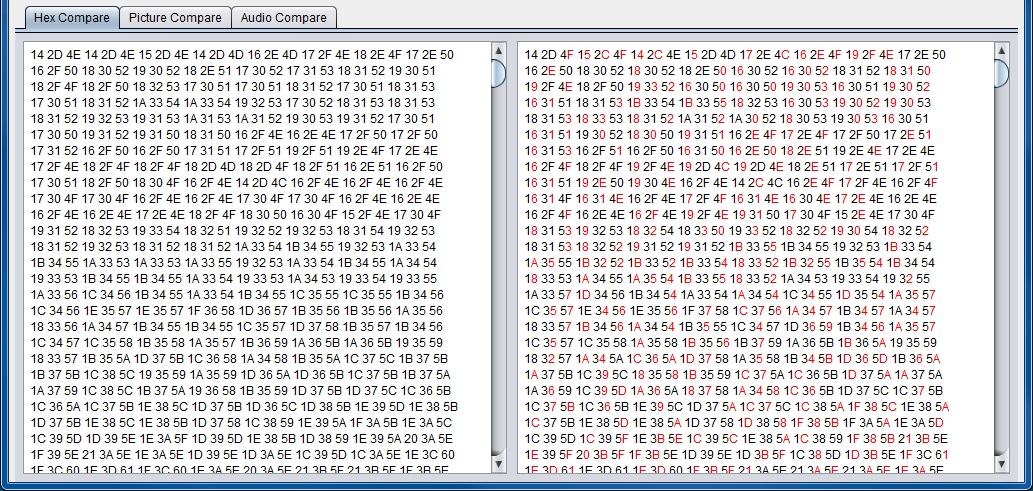 Hex Compare
Picture Compare
Audio Compare
14 2D 4E 14 2D 4E 15 2D 4E 14 2D 4D 16 2E 4D 17 2F 4E 18 2E 4F 17 2E 50
16 2F 50 18 30 52 19 30 52 18 2E 51 17 30 52 17 31 53 18 31 52 19 30 51
18 2F 4F 18 2F 50 18 32 53 17 30 51 17 30 51 18 31 52 17 30 51 18 31 53
17 30 51 18 31 52 1A 33 54 1A 33 54 19 32 53 17 30 52 18 31 53 18 31 53
18 31 52 19 32 53 19 31 53 1A 31 53 1A 31 52 19 30 53 19 31 52 17 30 51
17 30 50 19 31 52 19 31 50 18 31 50 16 2F 4E 16 2E 4E 17 2F 50 17 2F 50
17 31 52 16 2F 50 16 2F 50 17 31 51 17 2F 51 19 2F 51 19 2E 4F 17 2E 4E
17 2F 4E 18 2F 4F 18 2F 4F 18 2D 4D 18 2D 4F 18 2F 51 16 2E 51 16 2F 50
17 30 51 18 2F 50 18 30 4F 16 2F 4E 14 2D 4C 16 2F 4E 16 2F 4E 16 2F 4E
17 30 4F 17 30 4F 16 2F 4E 16 2F 4E 17 30 4F 17 30 4F 16 2F 4E 16 2E 4E
16 2F 4E 16 2E 4E 17 2E 4E 18 2F 4F 18 30 50 16 30 4F 15 2F 4E 17 30 4F
19 31 52 19 32 53 19 33 54 18 32 51 19 32 52 19 32 53 18 31 54 19 32 53
18 31 52 19 32 53 18 31 52 18 31 52 1A 33 54 1B 34 55 19 32 53 1A 33 54
1B 34 55 1A 33 53 1A 33 53 1A 33 55 19 32 53 1A 33 54 1B 34 55 1A 34 54
19 33 53 1B 34 55 1B 34 55 1A 33 54 19 33 53 1A 34 53 19 33 54 19 33 55
1A 33 56 1C 34 56 1B 34 55 1A 33 54 1B 34 55 1C 35 55 1C 35 55 1B 34 56
1C 34 56 1E 35 57 1E 35 57 1F 36 58 1D 36 57 1B 35 56 1B 35 56 1A 35 56
18 33 56 1A 34 57 1B 34 55 1B 34 55 1C 35 57 1D 37 58 1B 35 57 1B 34 56
1C 34 57 1C 35 58 1B 35 58 1A 35 57 1B 37 59 1A 36 5B 1A 36 5B 19 35 59
18 33 57 1B 35 5A 1D 37 5B 1C 36 58 1A 34 58 1B 35 5A 1C 37 5C 1B 37 5B
1B 37 5B 1C 38 5C 19 35 59 1A 35 59 1D 36 5A 1D 36 5B 1C 37 5B 1B 37 5A
1A 37 59 1C 38 5C 1B 37 5A 19 36 58 1B 35 59 1D 37 5B 1D 37 5C 1C 36 5B
1C 36 5A 1C 37 5B 1E 38 5C 1D 37 5B 1D 36 5C 1D 38 5B 1E 39 5D 1E 38 5B
1D 37 5B 1E 38 5C 1E 38 5B 1D 37 58 1C 38 59 1E 39 5A 1F 3A 5B 1E 3A 5C
1C 39 5D 1D 39 5E 1E 3A 5F 1D 39 5D 1E 38 5B 1D 38 59 1E 39 5A 20 3A 5E
1F 39 5E 21 3A 5E 1E 3A 5E 1D 39 5E 1D 3A 5E 1C 39 5D 1C 3A 5E 1E 3C 60
1E 3C 60 1E 3D 61 1E 3C 60 1E 3A 5E 20 3A 5E 21 3B 5F 21 3B 5E 1F 3B 5E
14 2D 4F 15 2C 4F 14 2C 4E 15 2D 4D 17 2E 4C 16 2E 4F 19 2F 4E 17 2E 50
16 2E 50 18 30 52 18 30 52 18 2E 50 16 30 52 16 30 52 18 31 52 18 31 50
19 2F 4E 18 2F 50 19 33 52 16 30 50 16 30 50 19 30 53 16 30 51 19 30 52
16 31 51 18 31 53 1B 33 54 1B 33 55 18 32 53 16 30 53 19 30 52 19 30 53
18 31 53 18 33 53 18 31 52 1A 31 52 1A 30 52 18 30 53 19 30 53 16 30 51
16 31 51 19 30 52 18 30 50 19 31 51 16 2E 4F 17 2E 4F 17 2F 50 17 2E 51
16 31 53 16 2F 51 16 2F 50 16 31 50 16 2E 50 18 2E 51 19 2E 4E 17 2E 4E
16 2F 4F 18 2F 4F 19 2F 4E 19 2D 4C 19 2D 4E 18 2E 51 17 2E 51 17 2F 51
16 31 51 19 2E 50 19 30 4E 16 2F 4E 14 2C 4C 16 2E 4F 17 2F 4E 16 2F 4F
16 31 4F 16 31 4E 16 2F 4E 17 2F 4F 16 31 4E 16 30 4E 17 2E 4E 16 2E 4E
16 2F 4F 16 2E 4E 16 2F 4E 19 2F 4E 19 31 50 17 30 4F 15 2E 4E 17 30 4F
18 31 53 19 32 53 18 32 54 18 33 50 19 33 52 18 32 52 19 30 54 18 32 52
18 31 53 18 32 52 19 31 52 19 31 52 1B 33 55 1B 34 55 19 32 53 1B 33 54
1A 35 55 1B 32 52 1B 33 52 1B 33 54 18 33 52 1B 32 55 1B 35 54 1B 34 54
18 33 53 1A 34 55 1A 35 54 1B 33 55 18 33 52 1A 34 53 19 33 54 19 32 55
1A 33 57 1D 34 56 1B 34 54 1A 33 54 1A 34 54 1C 34 55 1D 35 54 1A 35 57
1C 35 57 1E 34 56 1E 35 56 1F 37 58 1C 37 56 1A 34 57 1B 34 57 1A 34 57
18 33 57 1B 34 56 1A 34 54 1B 35 55 1C 34 57 1D 36 59 1B 34 56 1A 35 57
1C 35 57 1C 35 58 1A 35 58 1B 35 56 1B 37 59 1A 36 5B 1B 36 5A 19 35 59
18 32 57 1A 34 5A 1C 36 5A 1D 37 58 1A 35 58 1B 34 5B 1D 36 5D 1B 36 5A
1A 37 5B 1C 39 5C 18 35 58 1B 35 59 1C 37 5A 1C 36 5B 1D 37 5A 1A 37 5A
1A 36 59 1C 39 5D 1A 36 5A 18 37 58 1A 34 58 1C 36 5B 1D 37 5C 1C 37 5B
1C 37 5B 1C 36 5B 1E 39 5C 1D 37 5A 1C 37 5C 1C 38 5A 1F 38 5C 1E 38 5A
1C 37 5B 1E 38 5D 1E 38 5A 1D 37 58 1D 38 58 1F 38 5B 1F 3A 5A 1E 3A 5D
1C 39 5D 1C 39 5F 1E 3B 5E 1C 39 5C 1E 38 5A 1C 38 59 1F 38 5B 21 3B 5E
1E 39 5F 20 3B 5F 1F 3B 5E 1D 39 5E 1D 3B 5F 1C 38 5D 1D 3B 5E 1F 3C 61
1E 3D 61 1E 3D 61 1E 3D 60 1F 3B 5F 21 3A 5E 21 3A 5E 21 3A 5E 1E 3A 5E